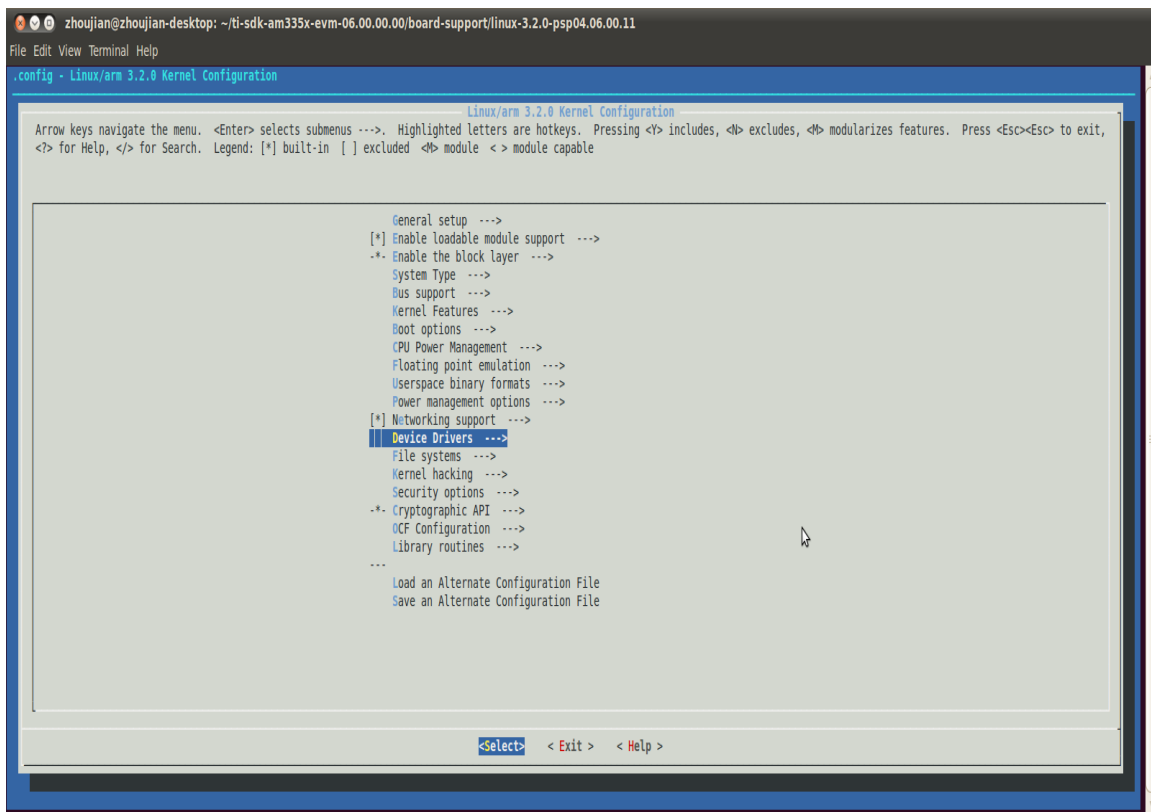 zhoujian@zhoujian-desktop: ~/ti-sdk-am335x-evm-06.00.00.00/board-support/linux-3.2.0-psp04.06.00.11
File Edit View Terminal Help
.config - Linux/arm 3.2.0 Kernel Configuration
Linux/arm 3.2.0 Kernel Configuration
Arrow keys navigate the menu. <Enter> selects submenus --->. Highlighted letters are hotkeys. Pressing <Y> includes, <N> excludes, <M> modularizes features. Press <Esc><Esc> to exit,
<?> for Help, </> for Search. Legend: [*] built-in [ ] excluded <M> module < > module capable
General setup --->
[*] Enable loadable module support --->
-*- Enable the block layer --->
System Type --->
Bus support --->
Kernel Features --->
Boot options --->
CPU Power Management --->
Floating point emulation --->
Userspace binary formats --->
Power management options --->
[*] Networking support --->
Device Drivers --->
File systems --->
Kernel hacking --->
Security options --->
-*- Cryptographic API --->
OCF Configuration --->
Library routines --->
---
Load an Alternate Configuration File
Save an Alternate Configuration File
<Select> < Exit > < Help >